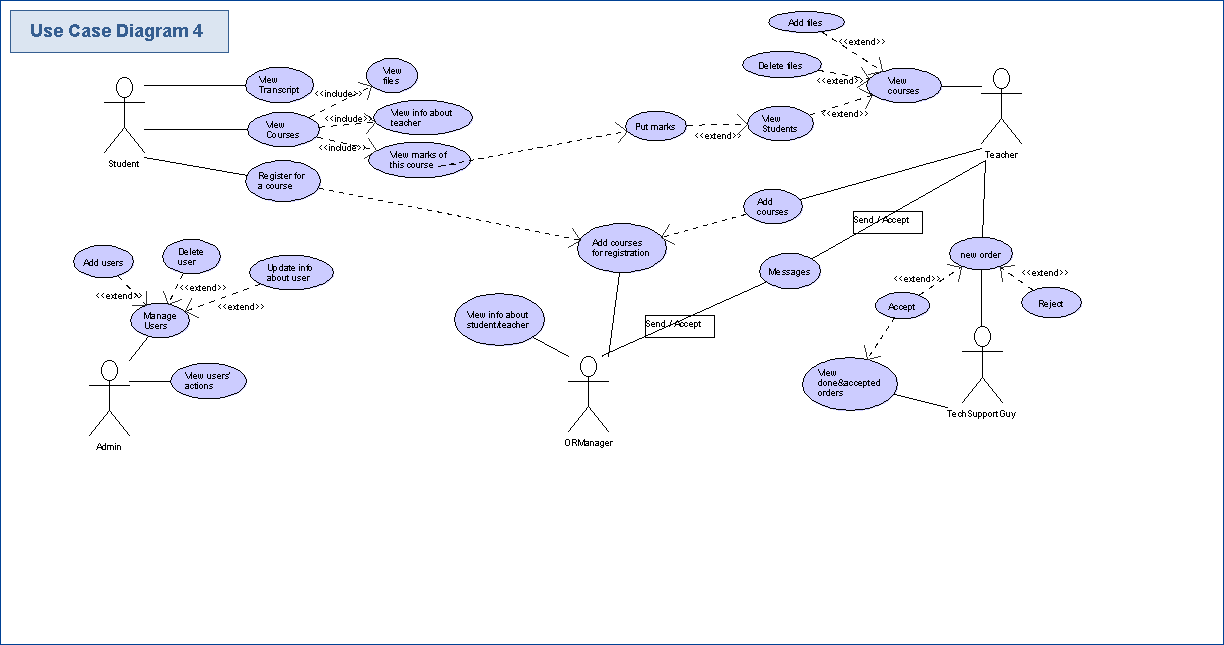 Use Case Diagram 4
Add files
<<extend>>
Delete files
<<extend>>
View
courses
<<extend>>
View
Students
<<extend>>
Put marks
Teacher
View
Transcript
View
files
<<include>>
View
Courses
<<include>>
View info about
teacher
<<include>>
View marks of
this course
Student
Register for
a course
Add
courses
Send / Accept
Add courses
for registration
Messages
new order
<<extend>>
<<extend>>
Accept
Reject
Add users
Delete
user
Update info
about user
<<extend>>
<<extend>>
<<extend>>
Manage
Users
View info about
student/teacher
Send / Accept
View users'
actions
View
done&accepted
orders
TechSupportGuy
Admin
ORManager